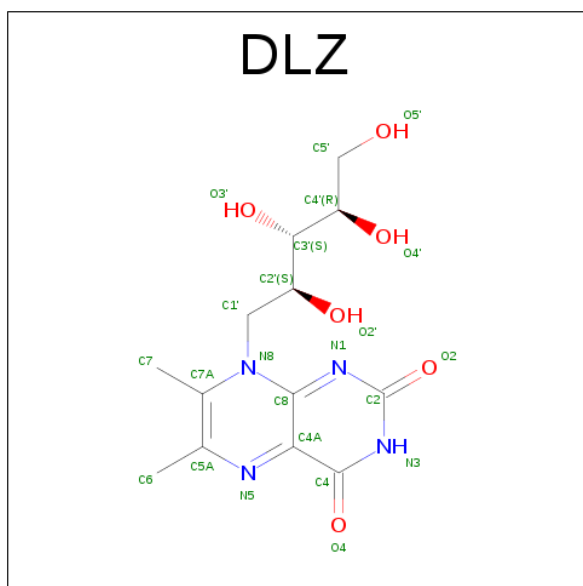 DLZ
O5'
OH
C5'
O3'
C4'(R)
HO
OH
C3'(S)
O4'
C2'(S)
C1'
OH
O2'
N1
C7
N8
N
O2
C7A
N
O
C8
C2
C4A
NH
C5A
N
N3
C6
C4
N5
O
O4